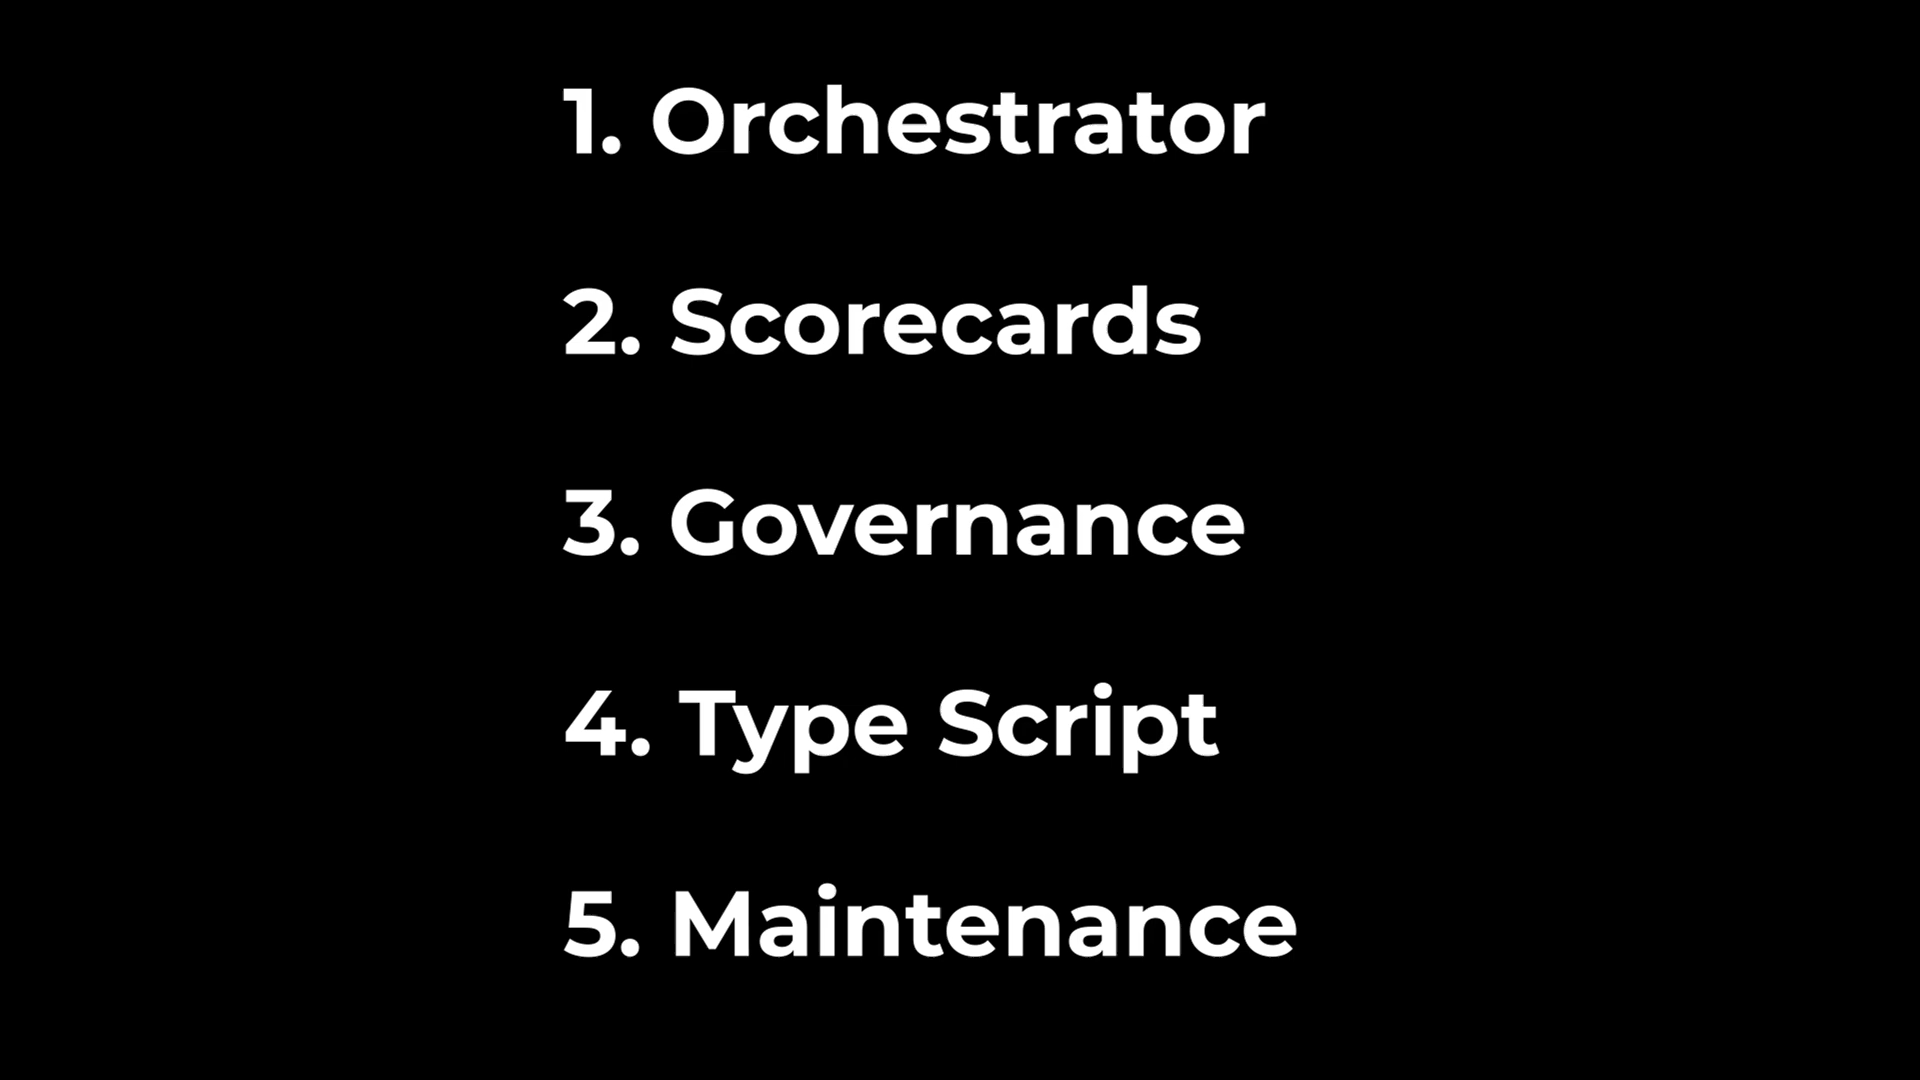 1. Orchestrator
2. Scorecards
3. Governance
4. Type Script
5. Maintenance